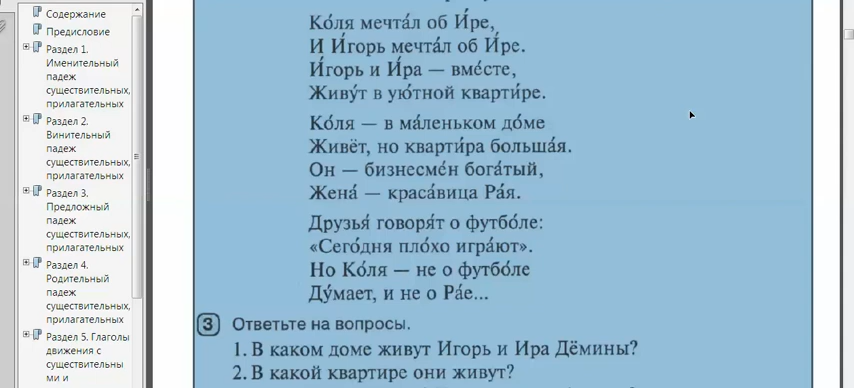 Содержание
Предисловие
Раздел 1.
Именительный
падеж
существительных,
прилагательных
Раздел 2.
Винительный
падеж
существительных,
прилагательных
Раздел 3.
Предложный
падеж
существительных,
прилагательных
Раздел 4.
Родительный
падеж
существительных,
прилагательных
Раздел 5. Глаголы
движения с
существительны
ми и
Ко́ля мечта́л об И́ре,
И И́горь мечта́л об И́ре.
И́горь и И́ра — вме́сте,
Живу́т в ую́тной кварти́ре.
Ко́ля — в ма́леньком до́ме
Живёт, но кварти́ра больша́я.
Он — бизнесме́н бога́тый,
Жена́ — краса́вица Ра́я.
Друзья́ говоря́т о футбо́ле:
«Сего́дня пло́хо игра́ют».
Но Ко́ля — не о футбо́ле
Ду́мает, и не о Ра́е...
3 Ответьте на вопросы.
1. В каком доме живут Игорь и Ира Дёмины?
2. В какой квартире они живут?